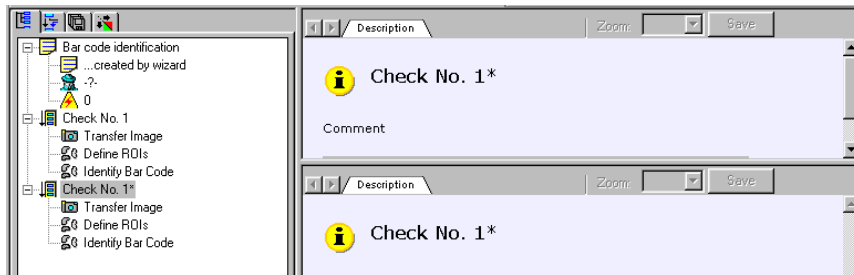 Bar code identification
...created by wizard
-?-
0
Check No. 1
Transfer Image
Define ROIs
Identify Bar Code
Check No. 1*
Transfer Image
Define ROIs
Identify Bar Code
Description Zoom: Save
Check No. 1*
Comment
Description Zoom: Save
Check No. 1*